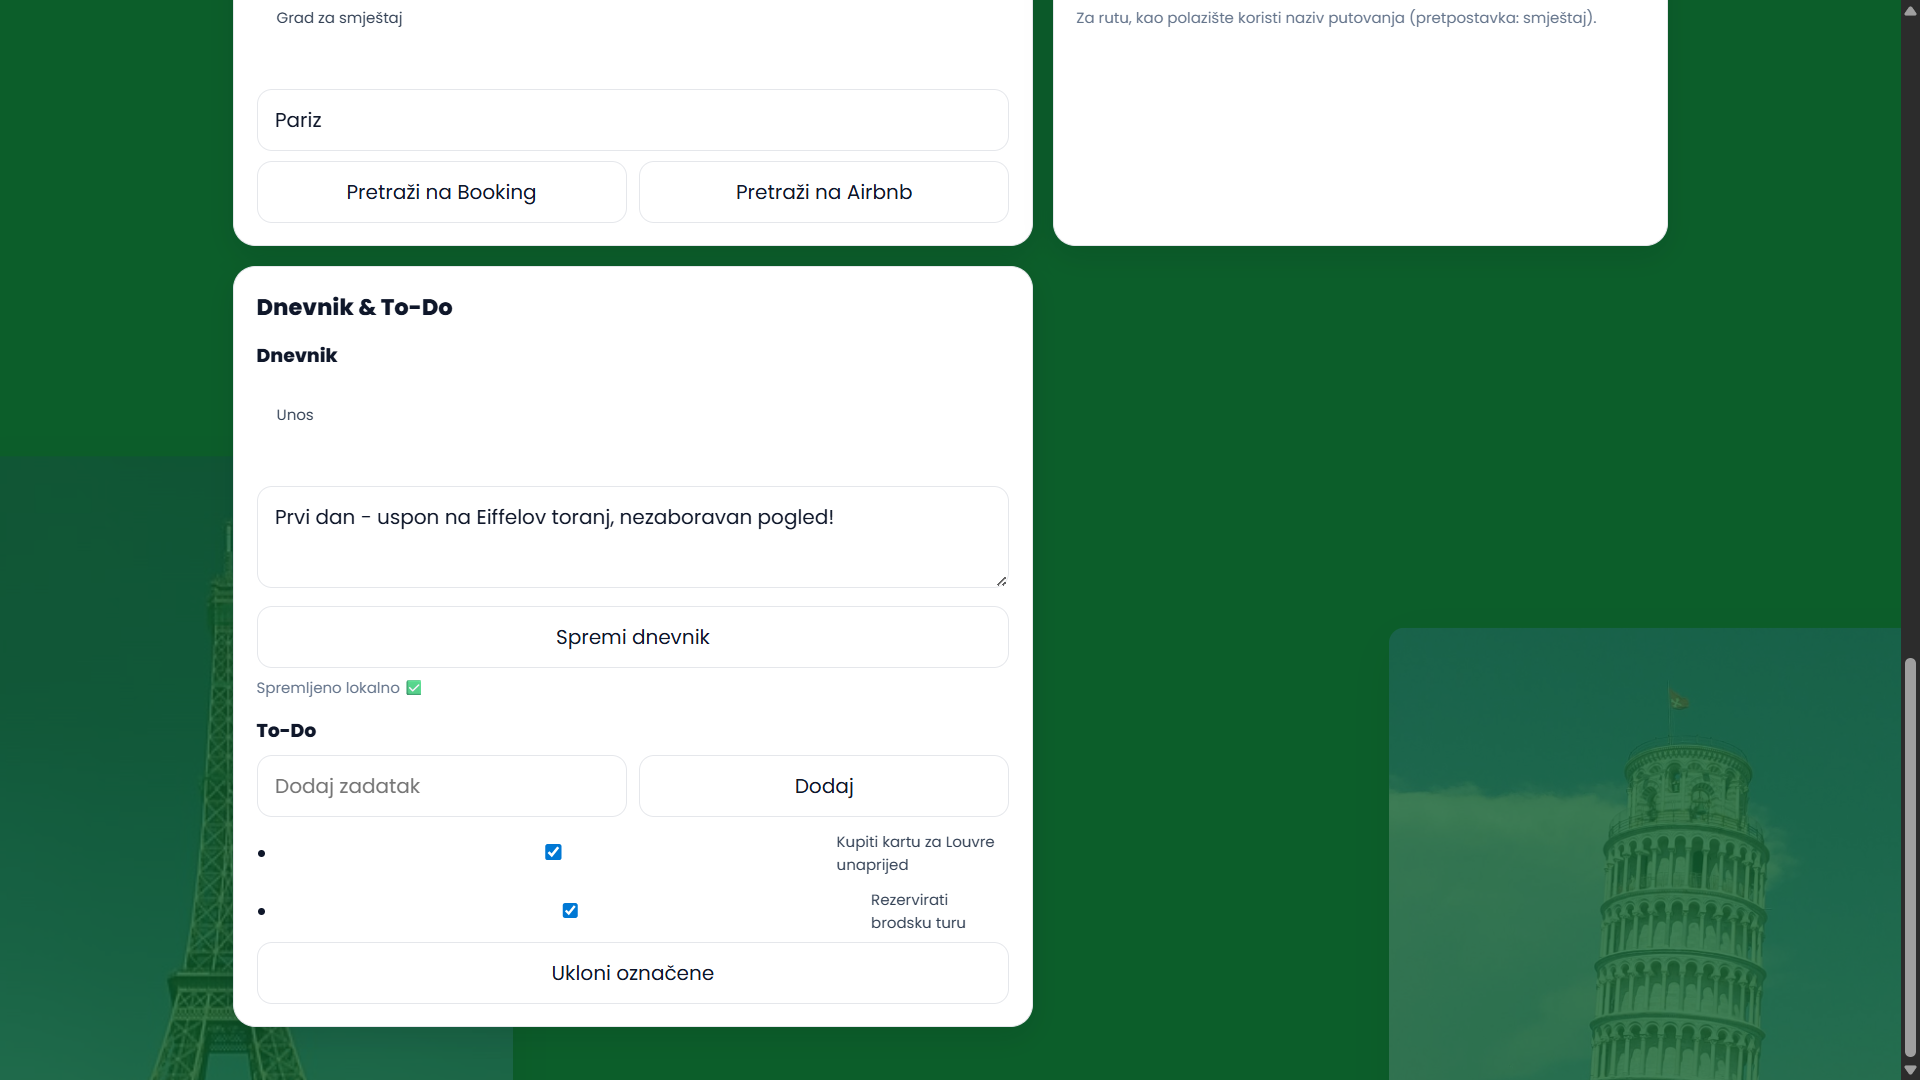 Grad za smještaj
Za rutu, kao polazište koristi naziv putovanja (pretpostavka: smještaj).
Pariz
Pretraži na Booking
Pretraži na Airbnb
Dnevnik & To-Do
Dnevnik
Unos
Prvi dan - uspon na Eiffelov toranj, nezaboravan pogled!
Spremi dnevnik
Spremljeno lokalno ✅
To-Do
Dodaj zadatak
Dodaj
Kupiti kartu za Louvre
unaprijed
Rezervirati
brodsku turu
Ukloni označene